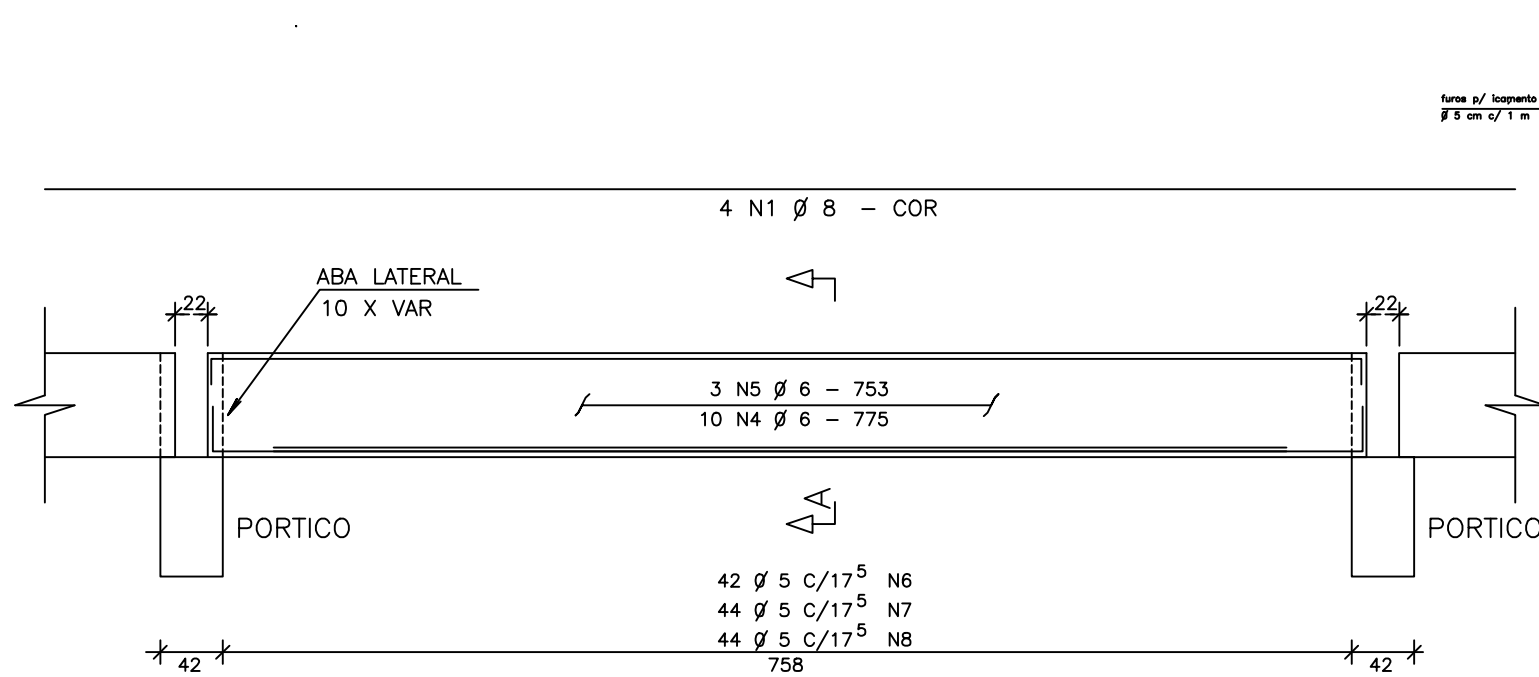 furos p/ icamento
Ø 5 cm c/ 1 m
4 N1 Ø 8 - COR
ABA LATERAL
10 X VAR
22
22
3 N5 Ø 6 - 753
10 N4 Ø 6 - 775
A
PORTICO
PORTICO
42 Ø 5 C/17⁵ N6
44 Ø 5 C/17⁵ N7
44 Ø 5 C/17⁵ N8
42
758
42